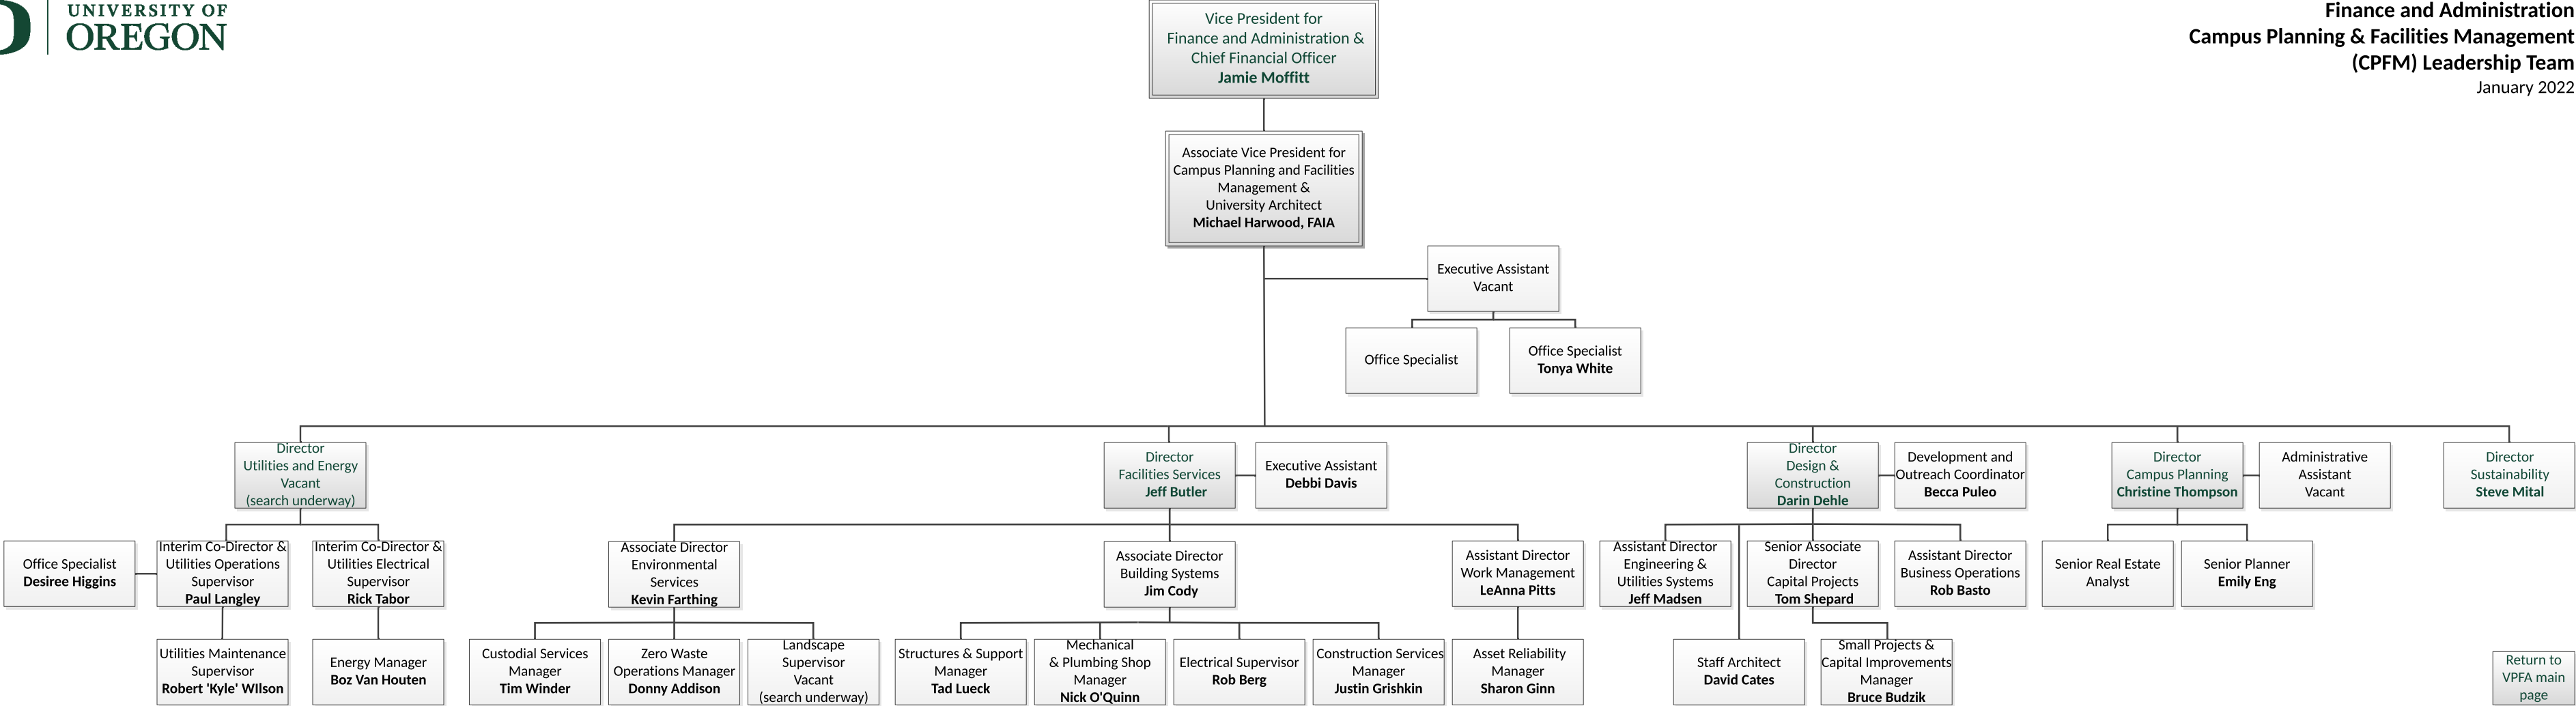 UNIVERSITY OF
OREGON
Finance and Administration
Campus Planning & Facilities Management
(CPFM) Leadership Team
January 2022
Vice President for
Finance and Administration &
Chief Financial Officer
Jamie Moffitt
Associate Vice President for
Campus Planning and Facilities
Management &
University Architect
Michael Harwood, FAIA
Executive Assistant
Vacant
Office Specialist
Office Specialist
Tonya White
Director
Utilities and Energy
Vacant
(search underway)
Director
Facilities Services
Jeff Butler
Executive Assistant
Debbi Davis
Director
Design &
Construction
Darin Dehle
Development and
Outreach Coordinator
Becca Puleo
Director
Campus Planning
Christine Thompson
Administrative
Assistant
Vacant
Director
Sustainability
Steve Mital
Office Specialist
Desiree Higgins
Interim Co-Director &
Utilities Operations
Supervisor
Paul Langley
Interim Co-Director &
Utilities Electrical
Supervisor
Rick Tabor
Associate Director
Environmental
Services
Kevin Farthing
Associate Director
Building Systems
Jim Cody
Assistant Director
Work Management
LeAnna Pitts
Assistant Director
Engineering &
Utilities Systems
Jeff Madsen
Senior Associate
Director
Capital Projects
Tom Shepard
Assistant Director
Business Operations
Rob Basto
Senior Real Estate
Analyst
Senior Planner
Emily Eng
Utilities Maintenance
Supervisor
Robert 'Kyle' WIlson
Energy Manager
Boz Van Houten
Custodial Services
Manager
Tim Winder
Zero Waste
Operations Manager
Donny Addison
Landscape
Supervisor
Vacant
(search underway)
Structures & Support
Manager
Tad Lueck
Mechanical
& Plumbing Shop
Manager
Nick O'Quinn
Electrical Supervisor
Rob Berg
Construction Services
Manager
Justin Grishkin
Asset Reliability
Manager
Sharon Ginn
Staff Architect
David Cates
Small Projects &
Capital Improvements
Manager
Bruce Budzik
Return to
VPFA main
page